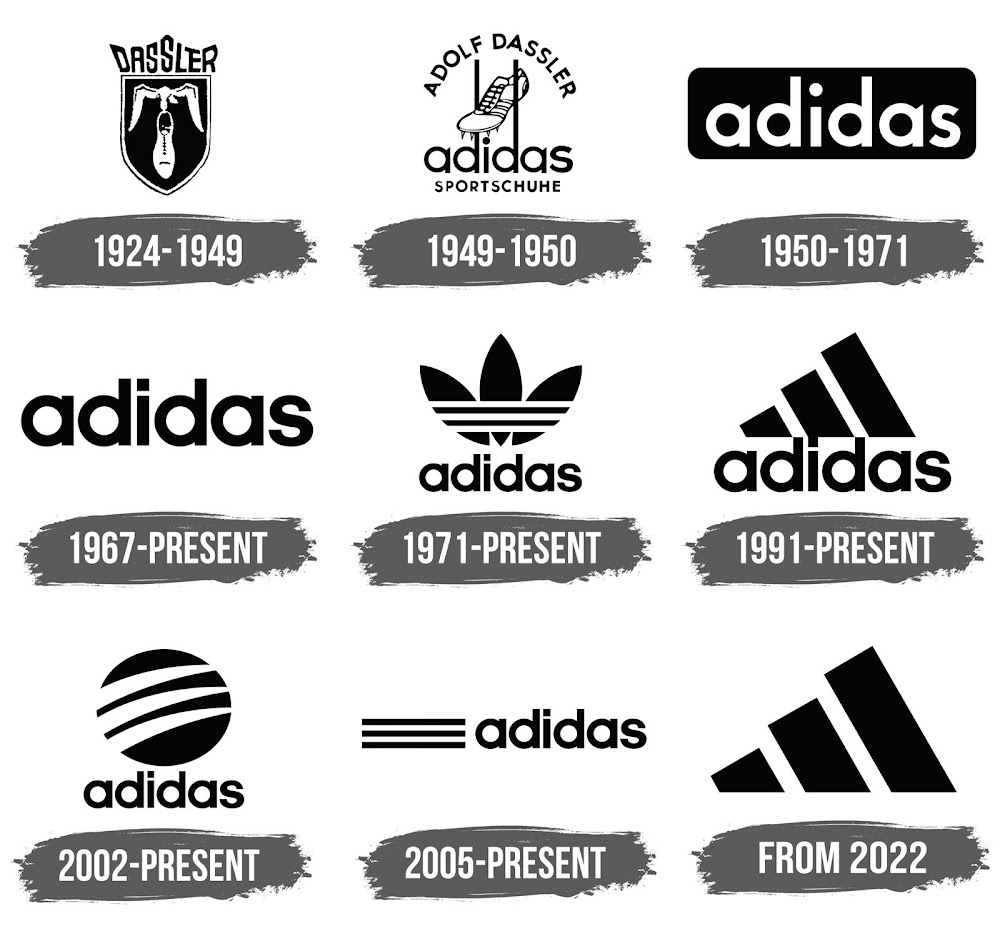 DASSLER
ADOLF DASSLER
adidas
SPORTSCHUHE
adidas
1924-1949
1949-1950
1950-1971
adidas
adidas
adidas
1967-PRESENT
1971-PRESENT
1991-PRESENT
adidas
adidas
2002-PRESENT
2005-PRESENT
FROM 2022